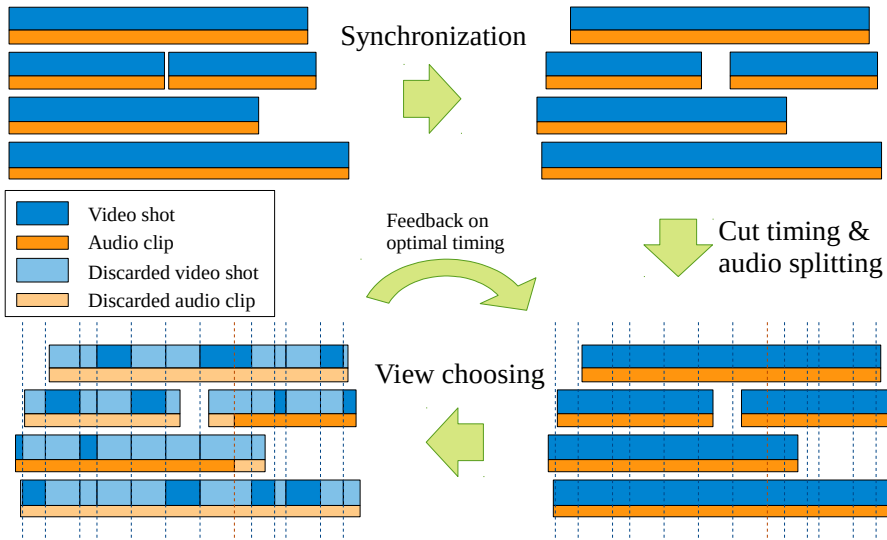 Synchronization
Video shot
Audio clip
Discarded video shot
Discarded audio clip
Feedback on
optimal timing
Cut timing &
audio splitting
View choosing